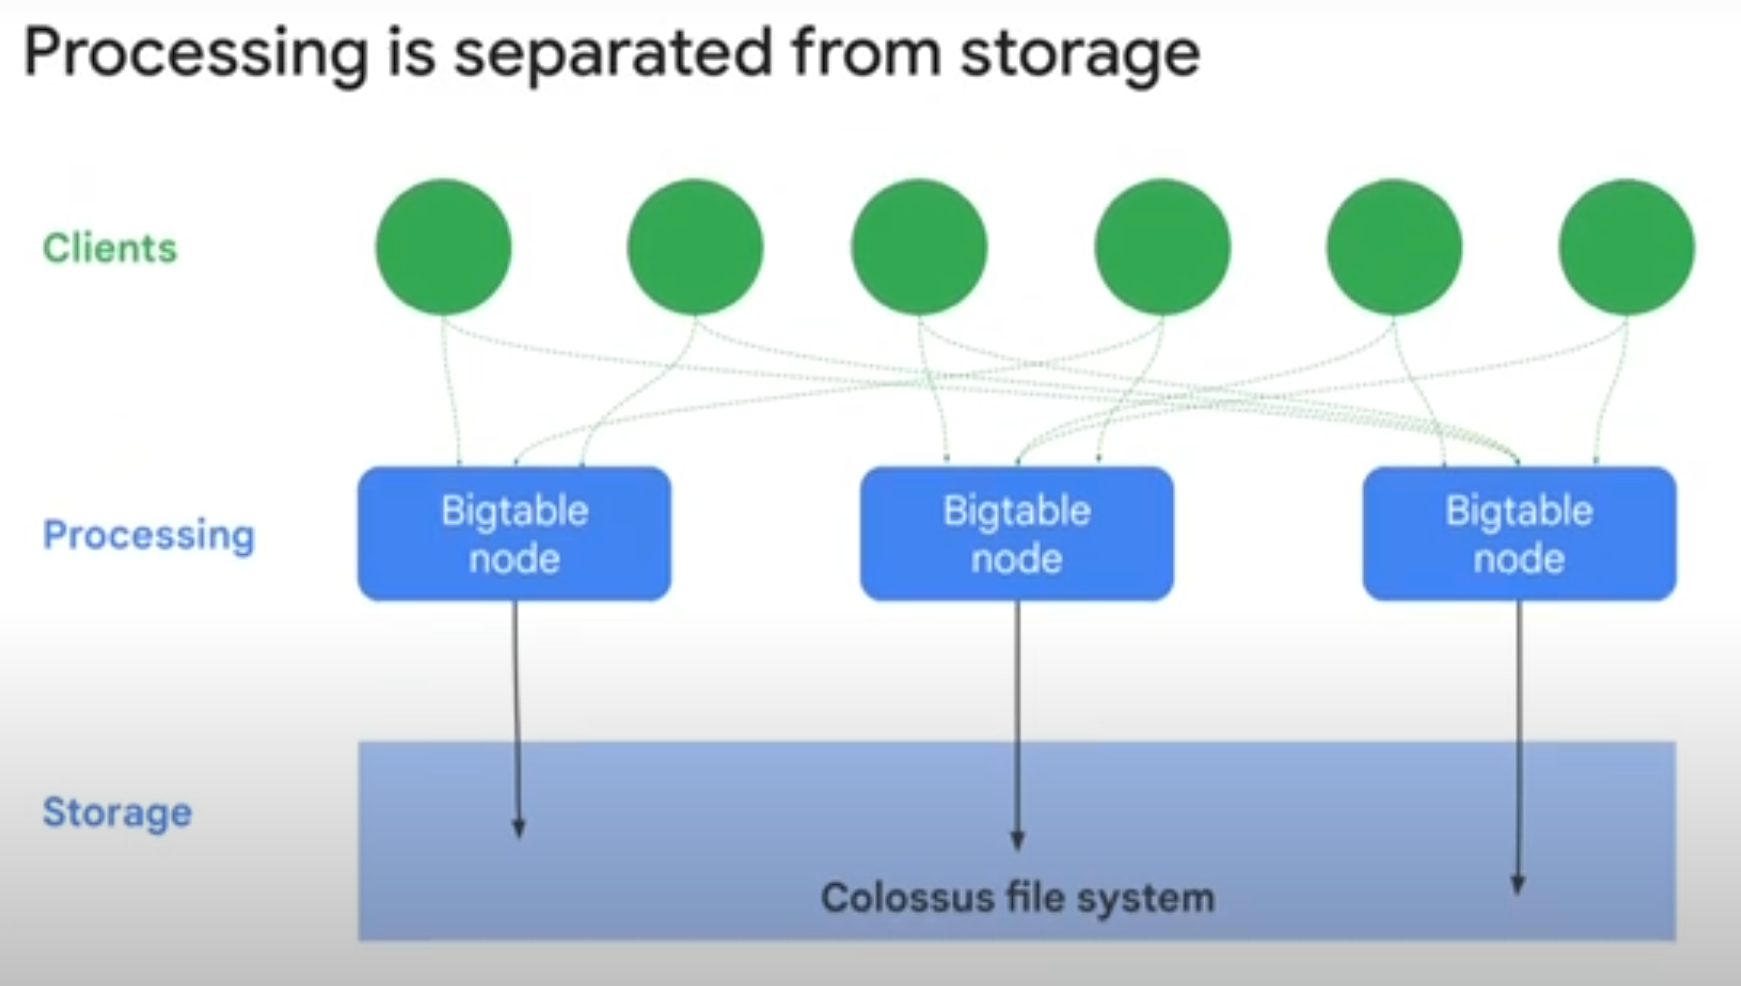 Processing is separated from storage
Clients
Processing
Bigtable
node
Bigtable
node
Bigtable
node
Storage
Colossus file system